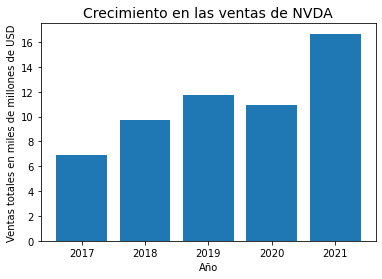 Crecimiento en las ventas de NVDA
Ventas totales en miles de millones de USD
16
14
12
10
8
6
4
2
0
2017 2018 2019 2020 2021
Año